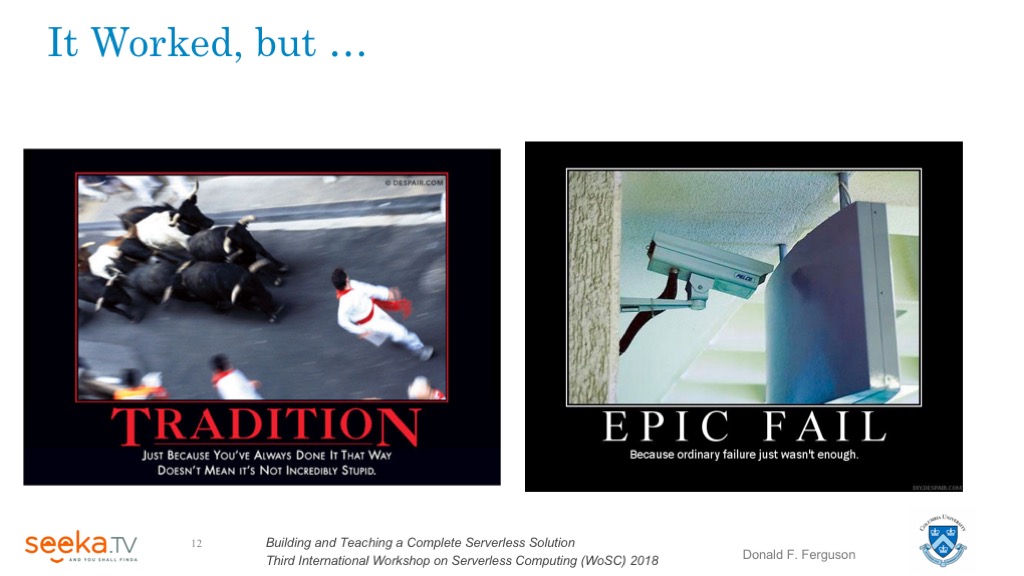 It Worked, but …
© DESPAIR.COM
PELCO
TRADITION
JUST BECAUSE YOU'VE ALWAYS DONE IT THAT WAY
DOESN'T MEAN IT'S NOT INCREDIBLY STUPID.
EPIC FAIL
Because ordinary failure just wasn't enough.
DIY.DESPAIR.COM
seeka.TV
AND YOU SHALL FINDA
12
Building and Teaching a Complete Serverless Solution
Third International Workshop on Serverless Computing (WoSC) 2018
Donald F. Ferguson
COLUMBIA UNIVERSITY